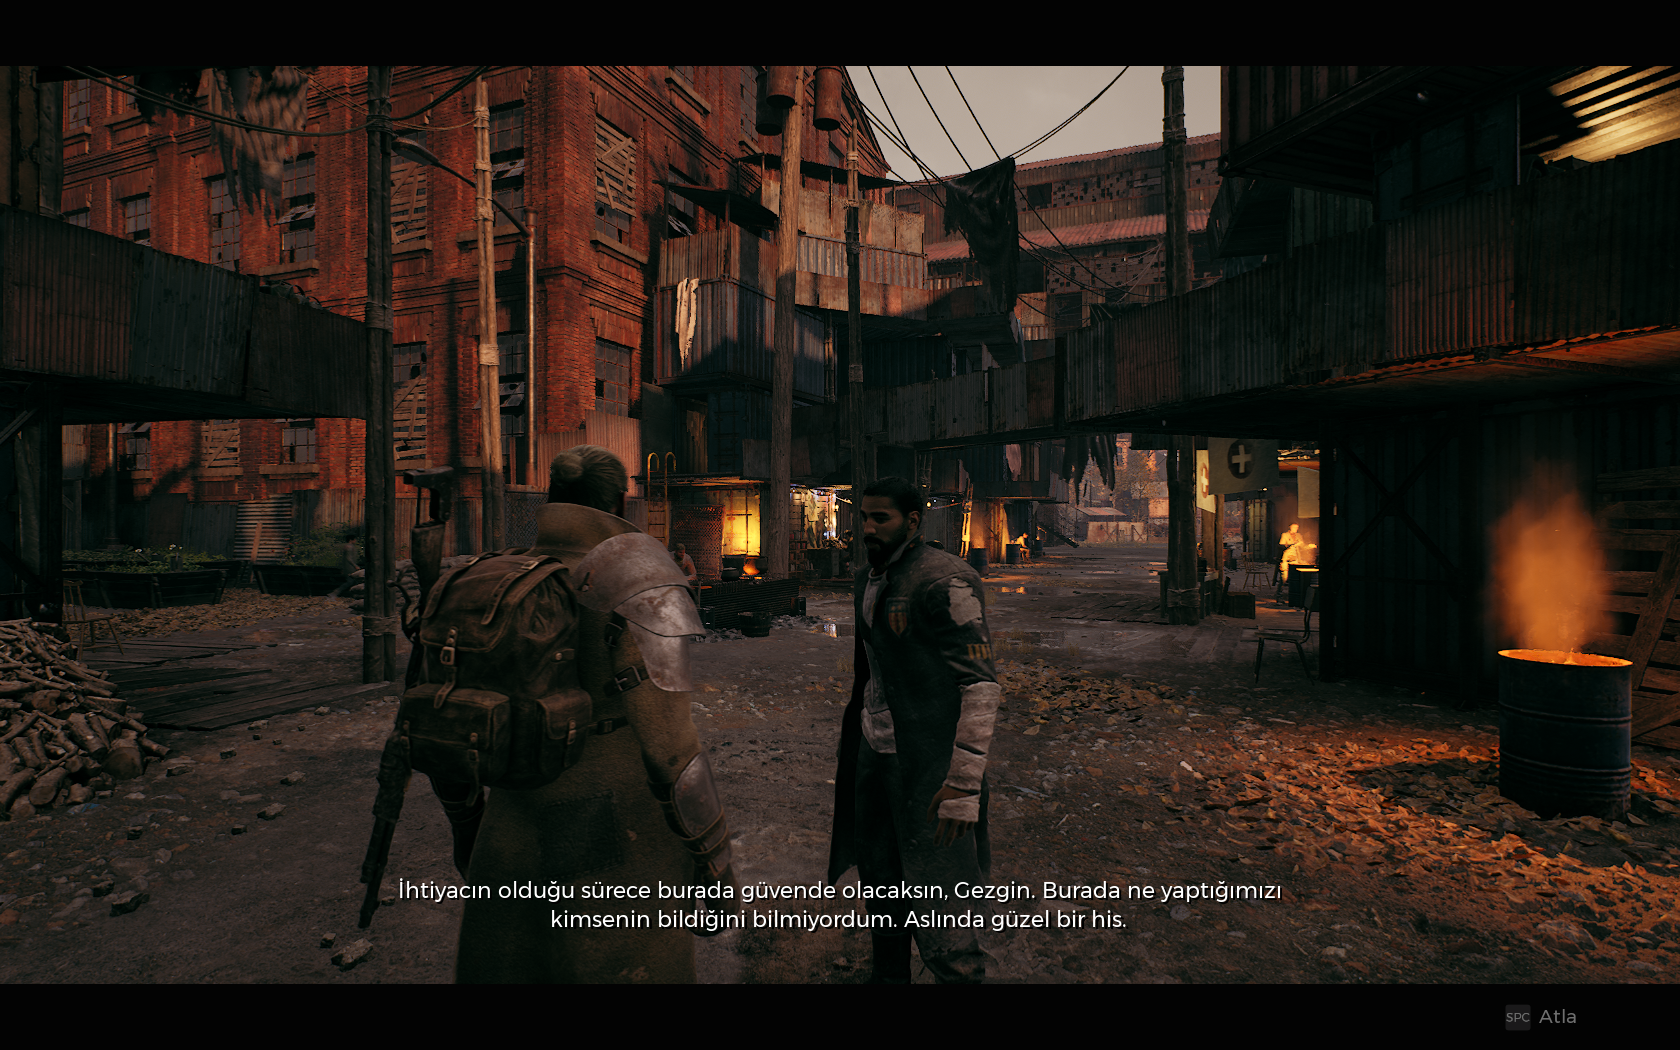 İhtiyacın olduğu sürece burada güvende olacaksın, Gezgin. Burada ne yaptığımızı
kimsenin bildiğini bilmiyordum. Aslında güzel bir his.
SPC Atla